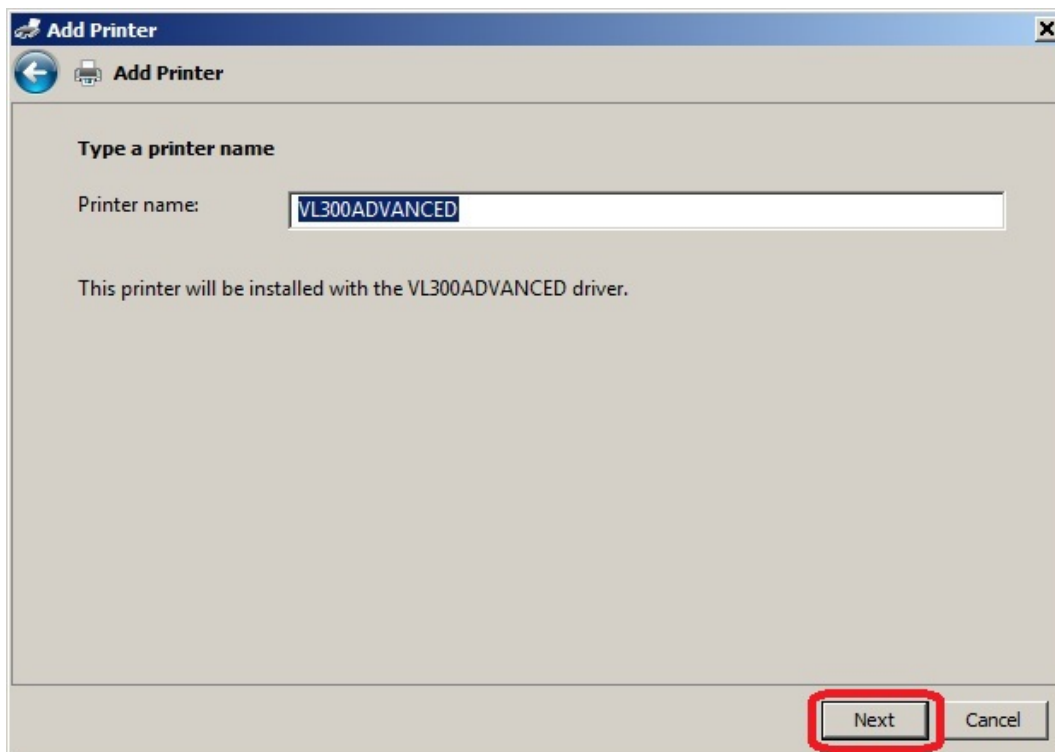 Add Printer
Add Printer
Type a printer name
Printer name: VL300ADVANCED
This printer will be installed with the VL300ADVANCED driver.
Next Cancel